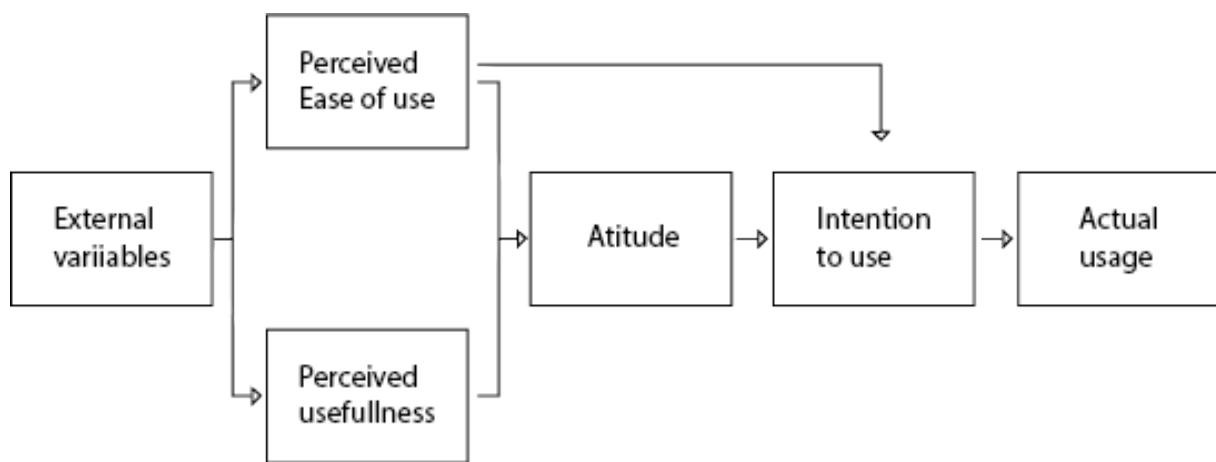 Perceived
Ease of use
External
variiables
Atitude
Intention
to use
Actual
usage
Perceived
usefullness